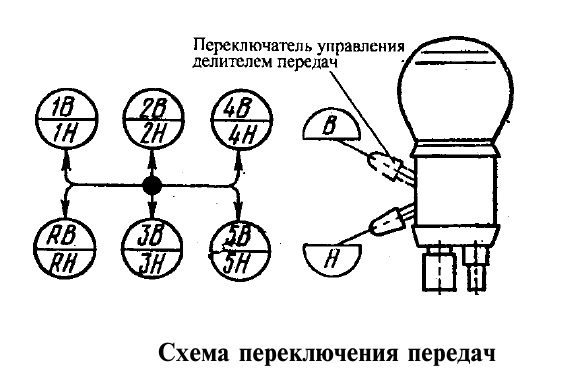 Переключатель управления
делителем передач
1В 2В 4В В
1Н 2Н 4Н
RВ 3В 5В
RН 3Н 5Н Н
Схема переключения передач